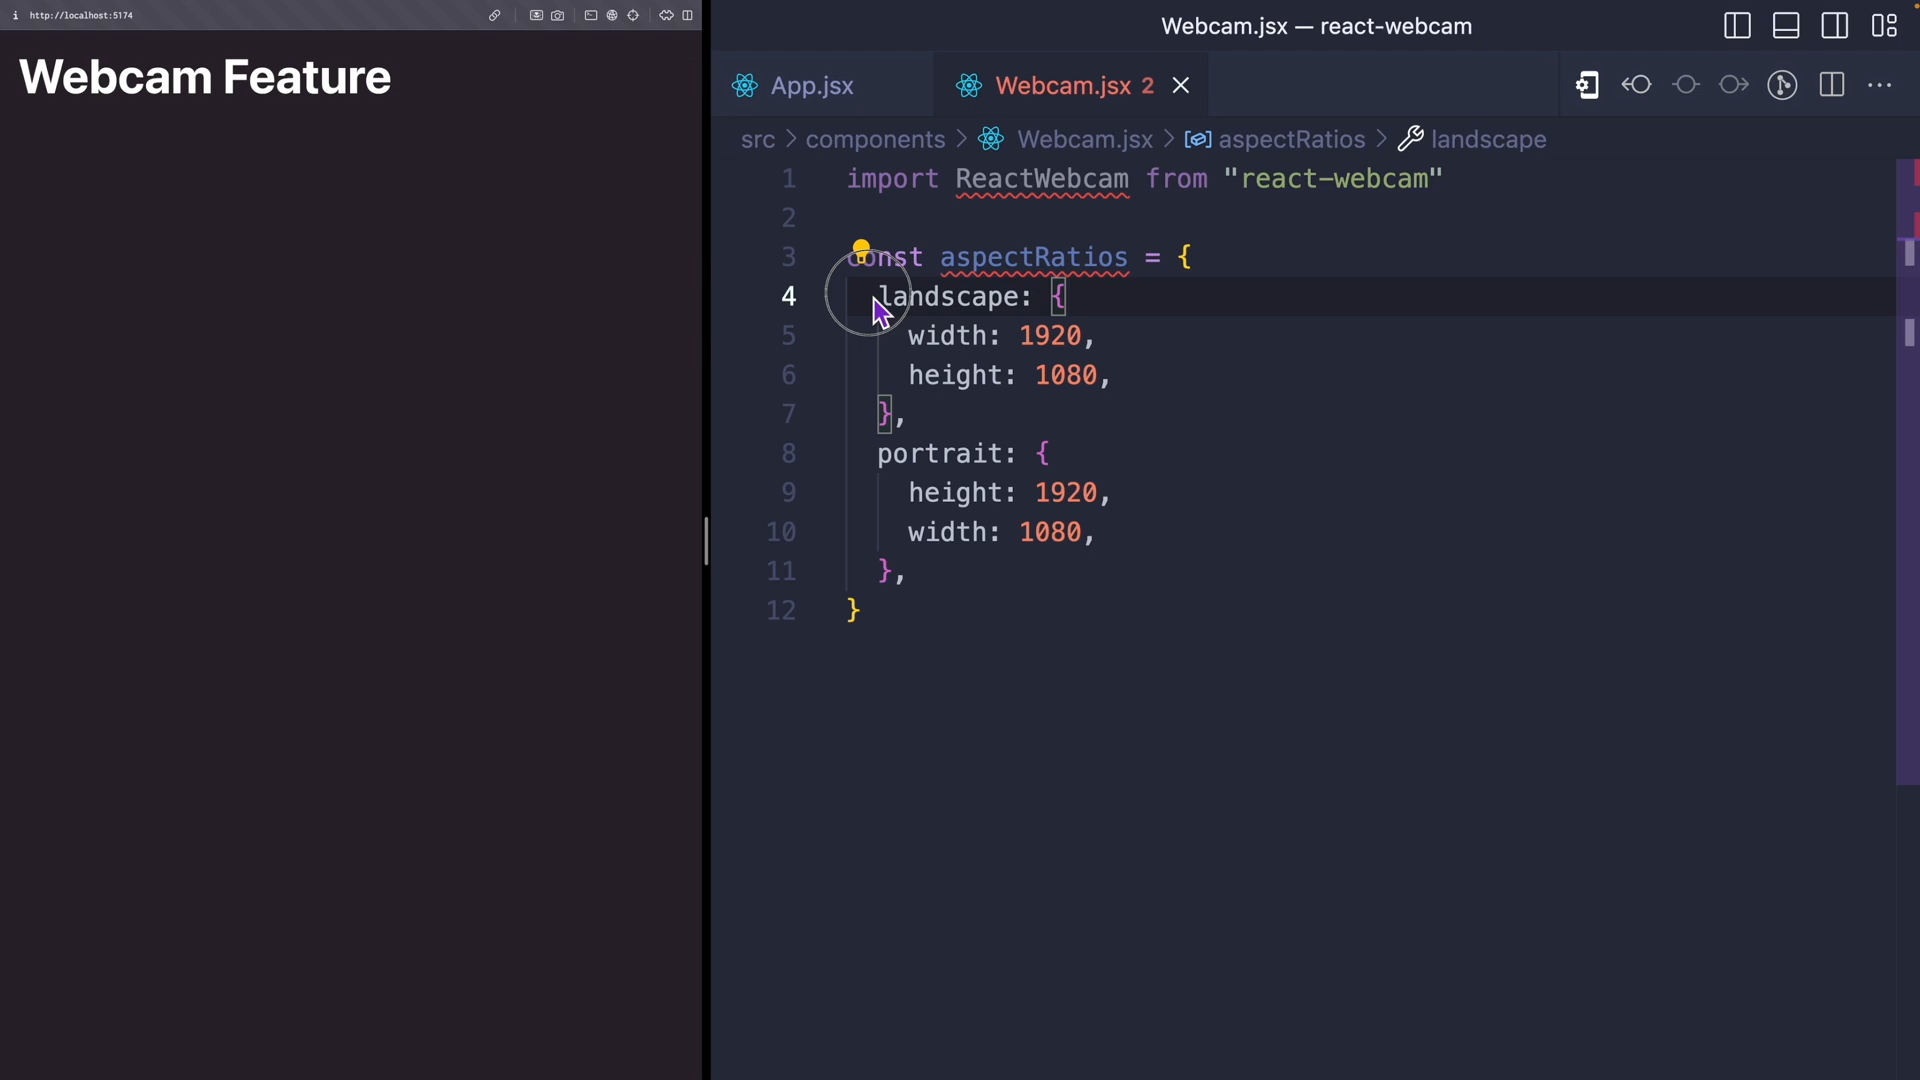 http://localhost:5174
Webcam Feature
Webcam.jsx — react-webcam
App.jsx
Webcam.jsx 2
src > components > Webcam.jsx > aspectRatios > landscape
1 import ReactWebcam from "react-webcam"
2
3 const aspectRatios = {
4 landscape: {
5 width: 1920,
6 height: 1080,
7 },
8 portrait: {
9 height: 1920,
10 width: 1080,
11 },
12 }